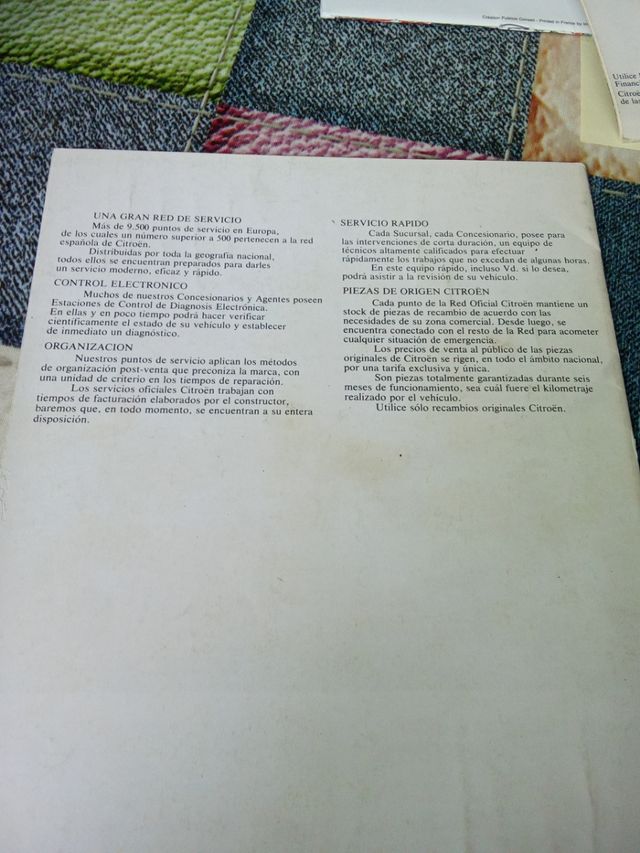 Création Publicis Conseil - Printed in France by
Utilice
Financ
Citroën
de las
UNA GRAN RED DE SERVICIO
Más de 9.500 puntos de servicio en Europa,
de los cuales un número superior a 500 pertenecen a la red
española de Citroën.
Distribuídas por toda la geografía nacional,
todos ellos se encuentran preparados para darles
un servicio moderno, eficaz y rápido.
CONTROL ELECTRONICO
Muchos de nuestros Concesionarios y Agentes poseen
Estaciones de Control de Diagnosis Electrónica.
En ellas y en poco tiempo podrá hacer verificar
científicamente el estado de su vehículo y establecer
de inmediato un diagnóstico.
ORGANIZACION
Nuestros puntos de servicio aplican los métodos
de organización post-venta que preconiza la marca, con
una unidad de criterio en los tiempos de reparación.
Los servicios oficiales Citroën trabajan con
tiempos de facturación elaborados por el constructor,
baremos que, en todo momento, se encuentran a su entera
disposición.
SERVICIO RAPIDO
Cada Sucursal, cada Concesionario, posee para
las intervenciones de corta duración, un equipo de
técnicos altamente calificados para efectuar
rápidamente los trabajos que no excedan de algunas horas.
En este equipo rápido, incluso Vd. si lo desea,
podrá asistir a la revisión de su vehículo.
PIEZAS DE ORIGEN CITROËN
Cada punto de la Red Oficial Citroën mantiene un
stock de piezas de recambio de acuerdo con las
necesidades de su zona comercial. Desde luego, se
encuentra conectado con el resto de la Red para acometer
cualquier situación de emergencia.
Los precios de venta al público de las piezas
originales de Citroën se rigen, en todo el ámbito nacional,
por una tarifa exclusiva y única.
Son piezas totalmente garantizadas durante seis
meses de funcionamiento, sea cuál fuere el kilometraje
realizado por el vehículo.
Utilice sólo recambios originales Citroën.